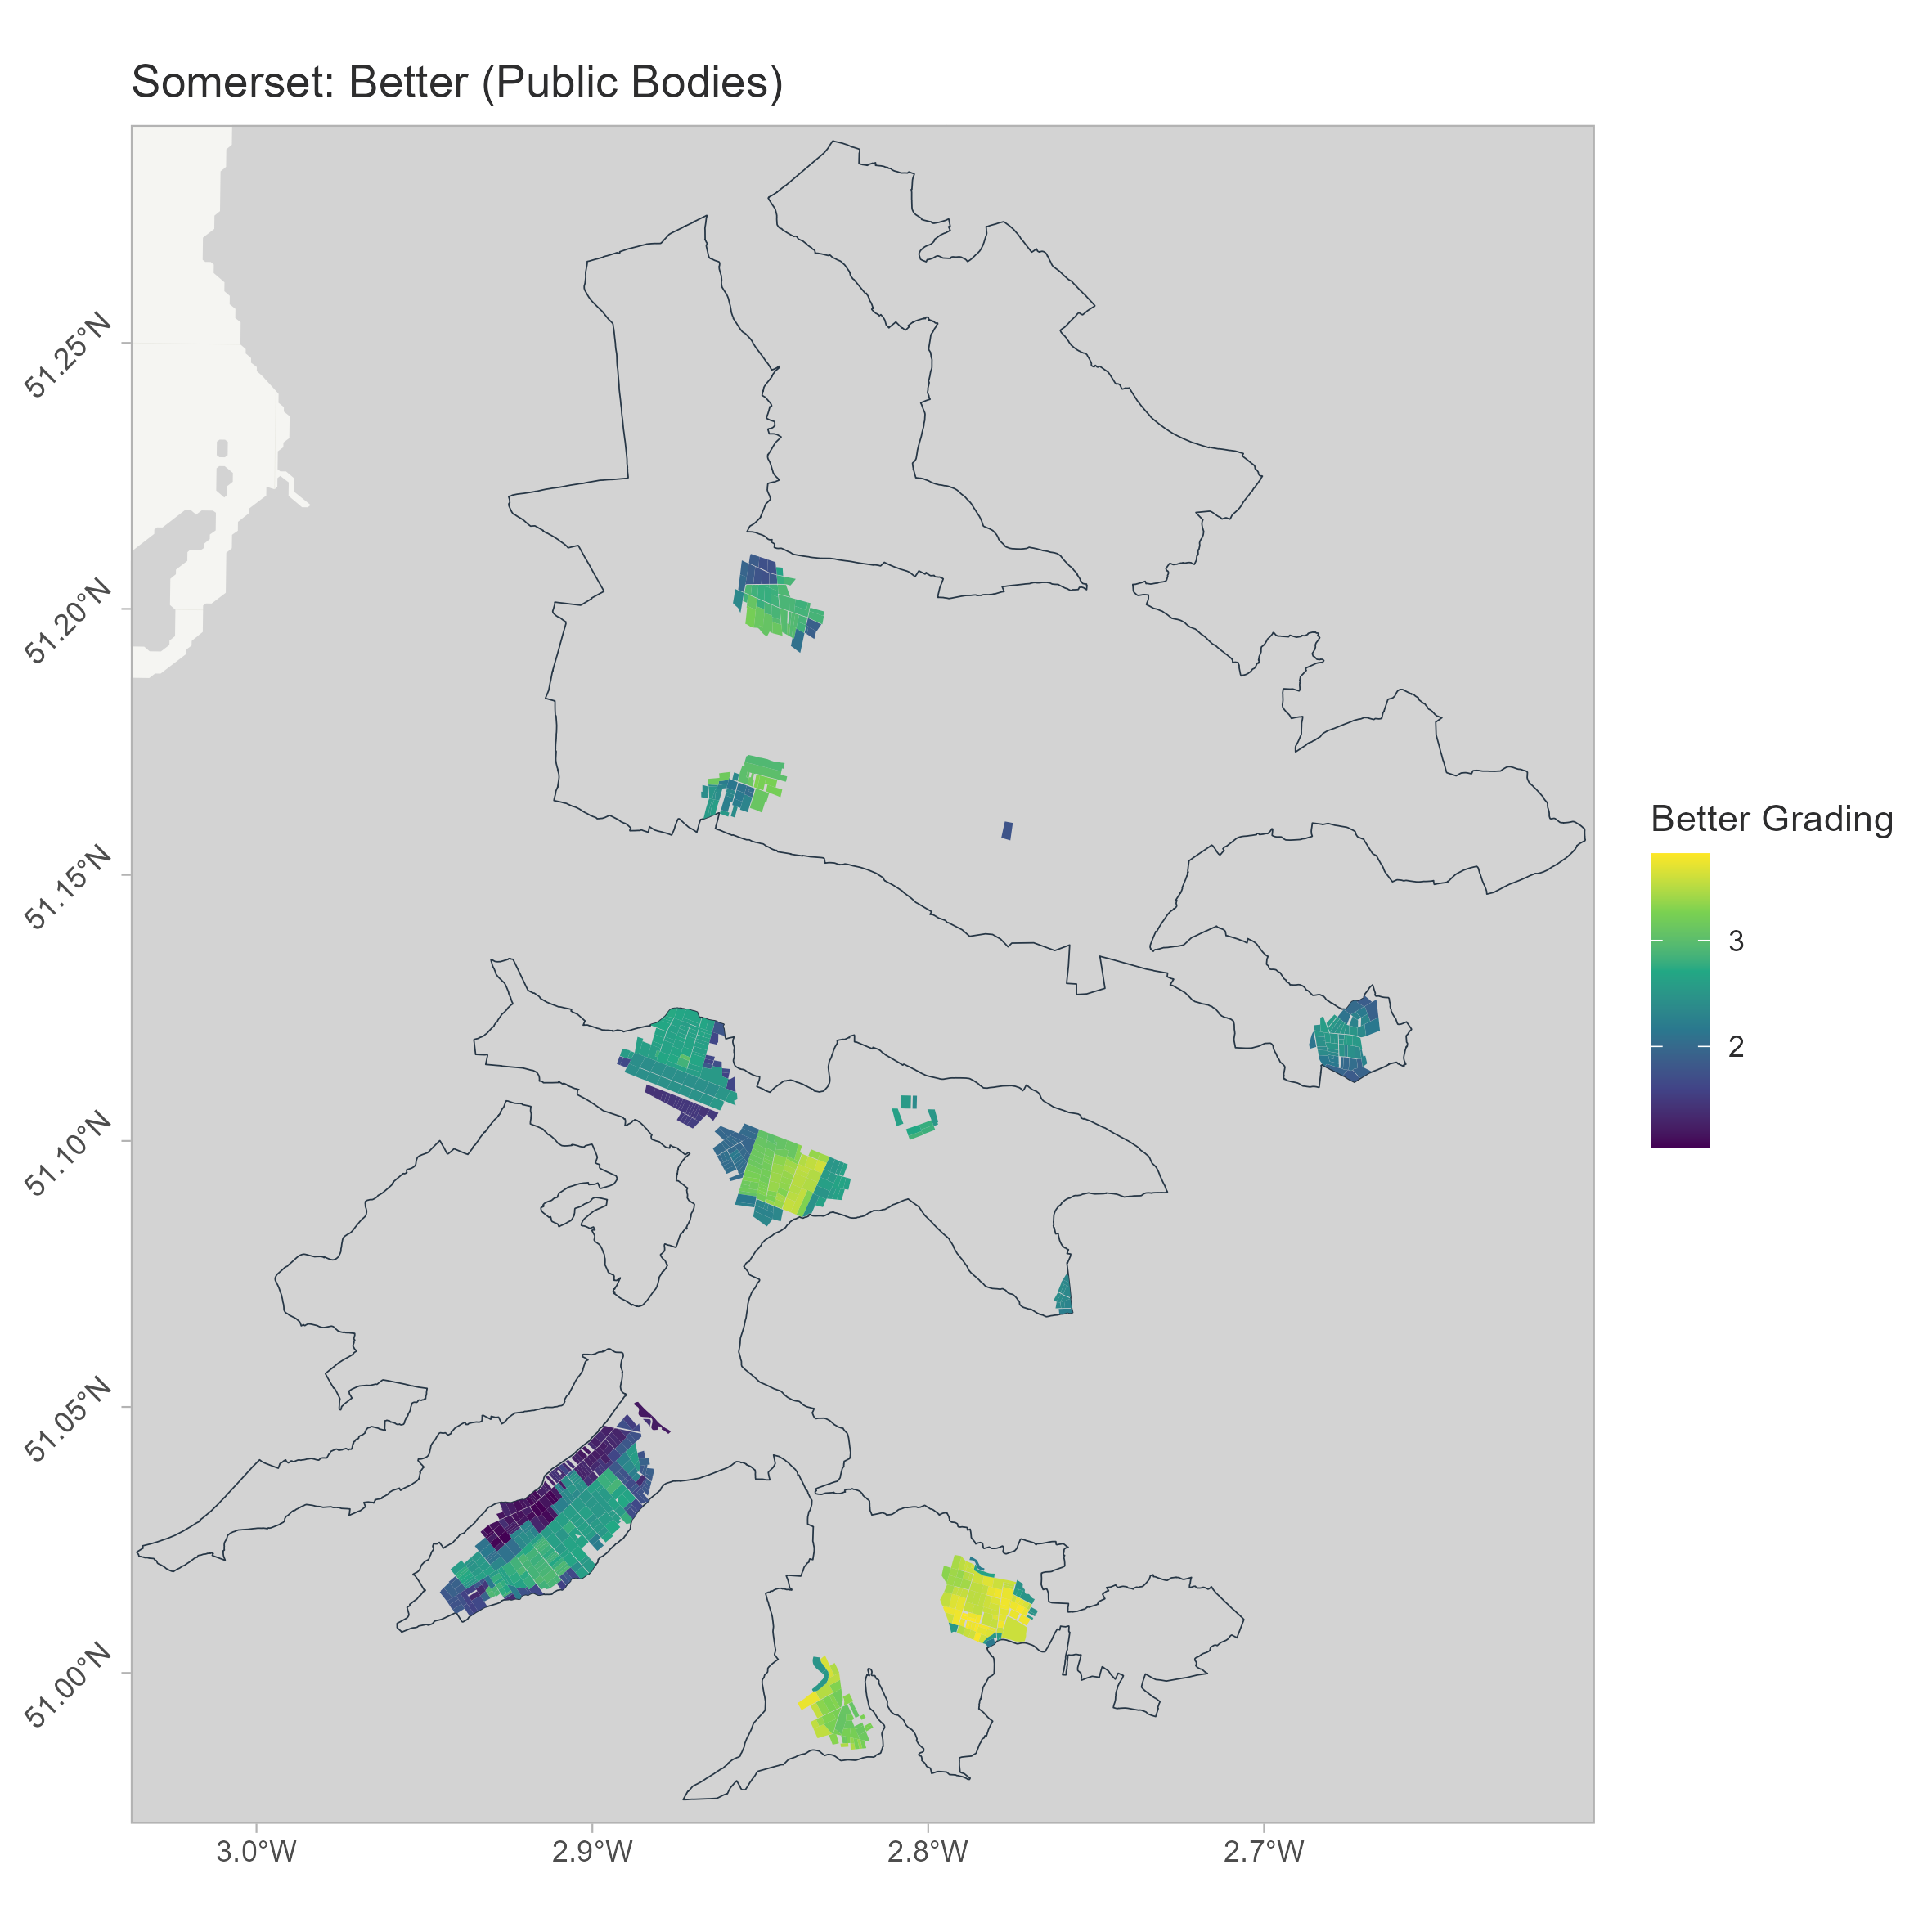 Somerset: Better (Public Bodies)
51.25°N
51.20°N
51.15°N
51.10°N
51.05°N
51.00°N
3.0°W
2.9°W
2.8°W
2.7°W
Better Grading
3
2